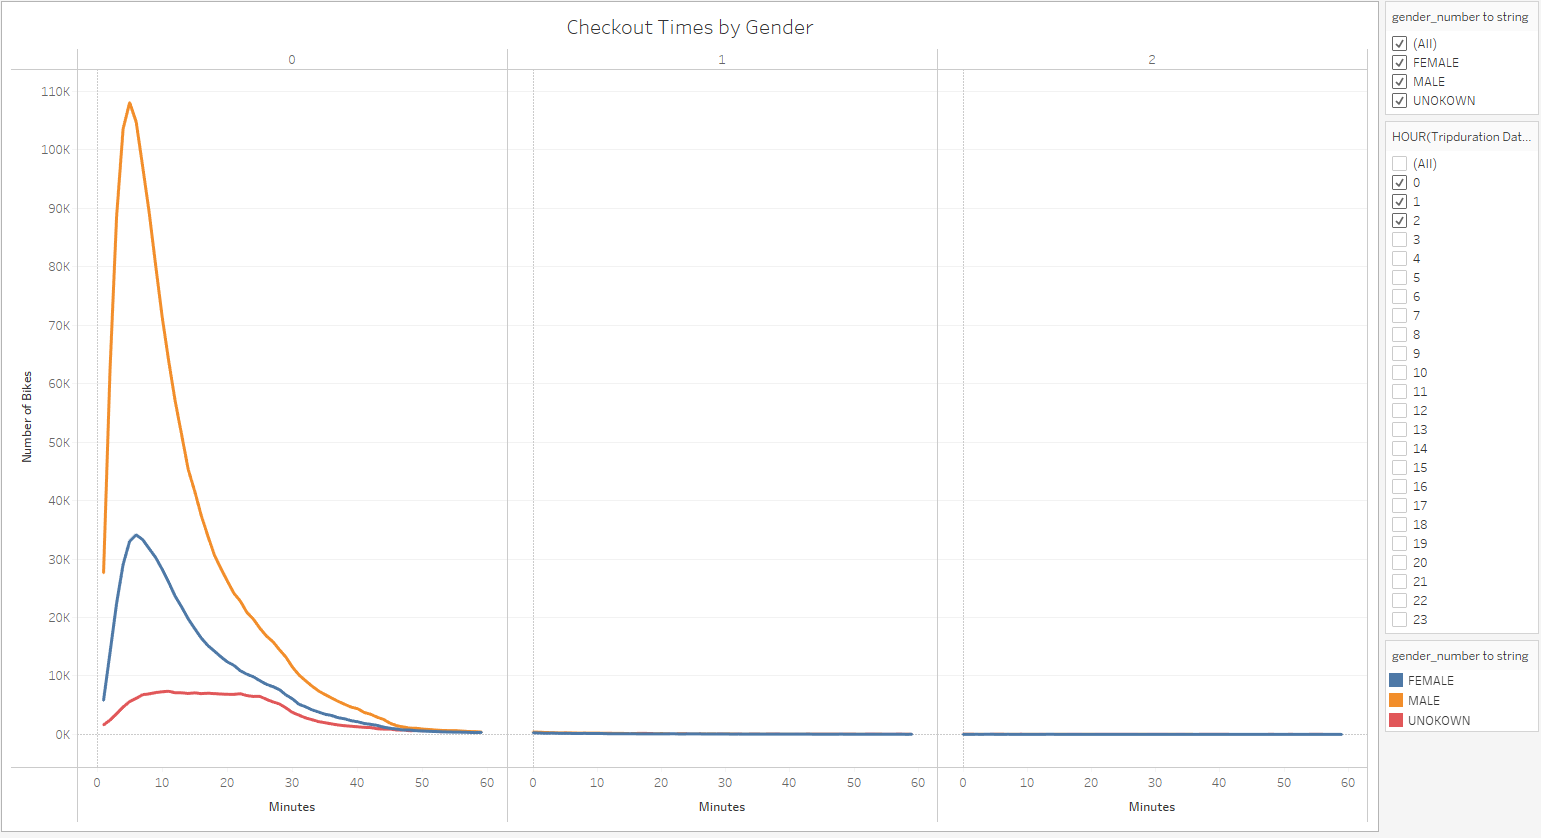 Checkout Times by Gender
0 1 2
110K
100K
90K
80K
70K
60K
50K
40K
30K
20K
10K
0K
Number of Bikes
0 10 20 30 40 50 60 0 10 20 30 40 50 60 0 10 20 30 40 50 60
Minutes Minutes Minutes
gender_number to string
(All)
FEMALE
MALE
UNOKOWN
HOUR(Tripduration Dat...
(All)
0
1
2
3
4
5
6
7
8
9
10
11
12
13
14
15
16
17
18
19
20
21
22
23
gender_number to string
FEMALE
MALE
UNOKOWN